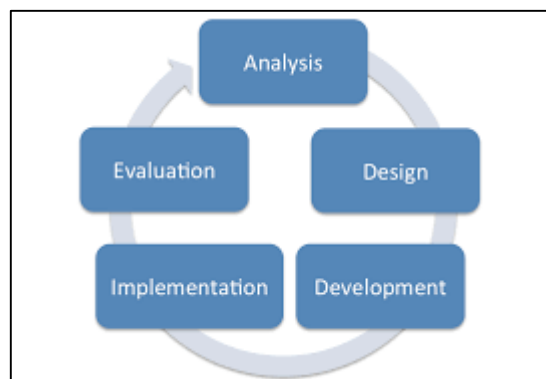 Analysis
Design
Development
Implementation
Evaluation